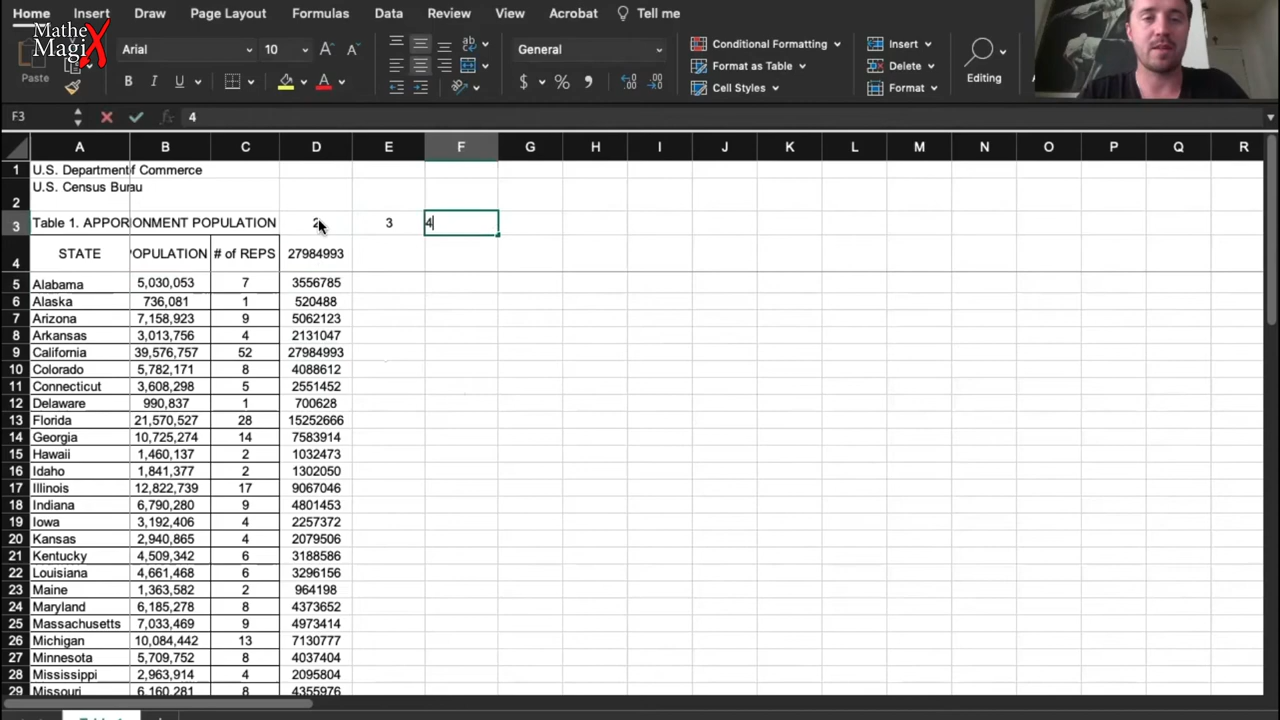 Home Insert Draw Page Layout Formulas Data Review View Acrobat Tell me
Mathe
MagiX
Paste
Arial 10 General
Conditional Formatting
Format as Table
Cell Styles
Insert
Delete
Format
Editing
F3 fx 4
A B C D E F G H I J K L M N O P Q R
1 U.S. Department of Commerce
2 U.S. Census Burau
3 Table 1. APPORIONMENT POPULATION 2 3 4
4 STATE POPULATION # of REPS 27984993
5 Alabama 5,030,053 7 3556785
6 Alaska 736,081 1 520488
7 Arizona 7,158,923 9 5062123
8 Arkansas 3,013,756 4 2131047
9 California 39,576,757 52 27984993
10 Colorado 5,782,171 8 4088612
11 Connecticut 3,608,298 5 2551452
12 Delaware 990,837 1 700628
13 Florida 21,570,527 28 15252666
14 Georgia 10,725,274 14 7583914
15 Hawaii 1,460,137 2 1032473
16 Idaho 1,841,377 2 1302050
17 Illinois 12,822,739 17 9067046
18 Indiana 6,790,280 9 4801453
19 Iowa 3,192,406 4 2257372
20 Kansas 2,940,865 4 2079506
21 Kentucky 4,509,342 6 3188586
22 Louisiana 4,661,468 6 3296156
23 Maine 1,363,582 2 964198
24 Maryland 6,185,278 8 4373652
25 Massachusetts 7,033,469 9 4973414
26 Michigan 10,084,442 13 7130777
27 Minnesota 5,709,752 8 4037404
28 Mississippi 2,963,914 4 2095804
29 Missouri 6,160,281 8 4355976